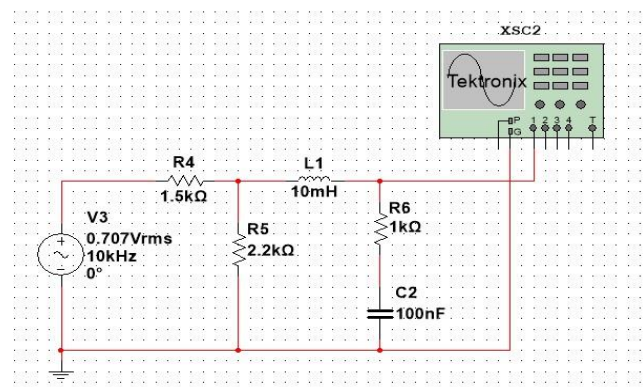 XSC2
Tektronix
P
G
1 2 3 4 T
R4
1.5kΩ
L1
10mH
R6
1kΩ
V3
0.707Vrms
10kHz
0°
R5
2.2kΩ
C2
100nF